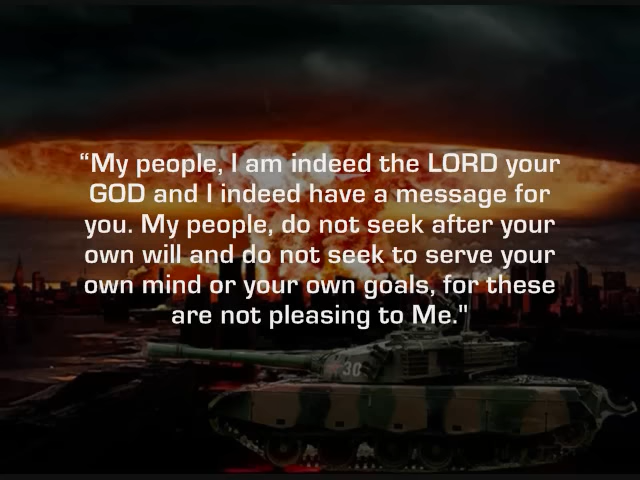 “My people, I am indeed the LORD your
GOD and I indeed have a message for
you. My people, do not seek after your
own will and do not seek to serve your
own mind or your own goals, for these
are not pleasing to Me."
30